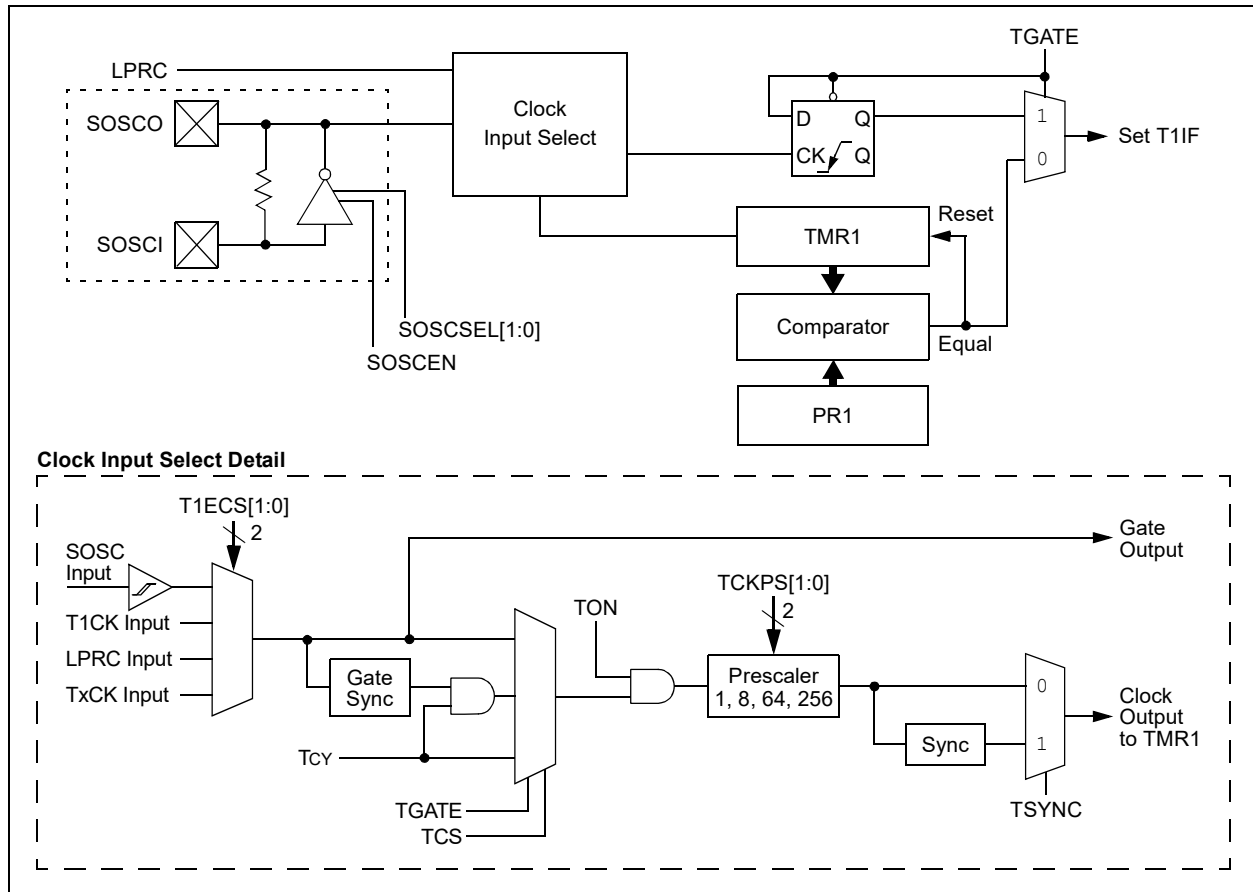 TGATE
LPRC
SOSCO
SOSCI
Clock
Input Select
D
Q
CK
Q
1
0
Set T1IF
TMR1
Reset
Comparator
Equal
PR1
SOSCSEL[1:0]
SOSCEN
Clock Input Select Detail
T1ECS[1:0]
2
SOSC
Input
T1CK Input
LPRC Input
TxCK Input
Gate
Output
Gate
Sync
TCY
TGATE
TCS
TON
TCKPS[1:0]
2
Prescaler
1, 8, 64, 256
Sync
0
1
TSYNC
Clock
Output
to TMR1